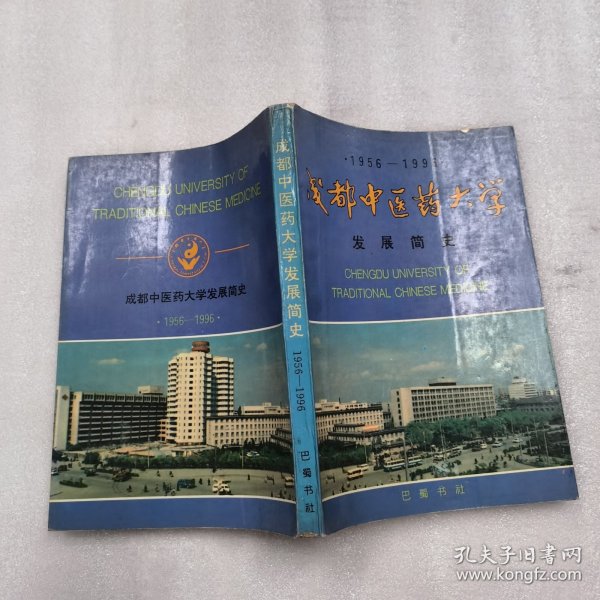 CHENGDU UNIVERSITY OF
TRADITIONAL CHINESE MEDICINE
成都中医药大学发展简史
·1956—1996·
成都中医药大学发展简史
1956—1996
巴蜀书社
·1956—1996
成都中医药大学
发展简史
CHENGDU UNIVERSITY OF
TRADITIONAL CHINESE MEDICINE
巴蜀书社
孔夫子旧书网
www.kongfz.com